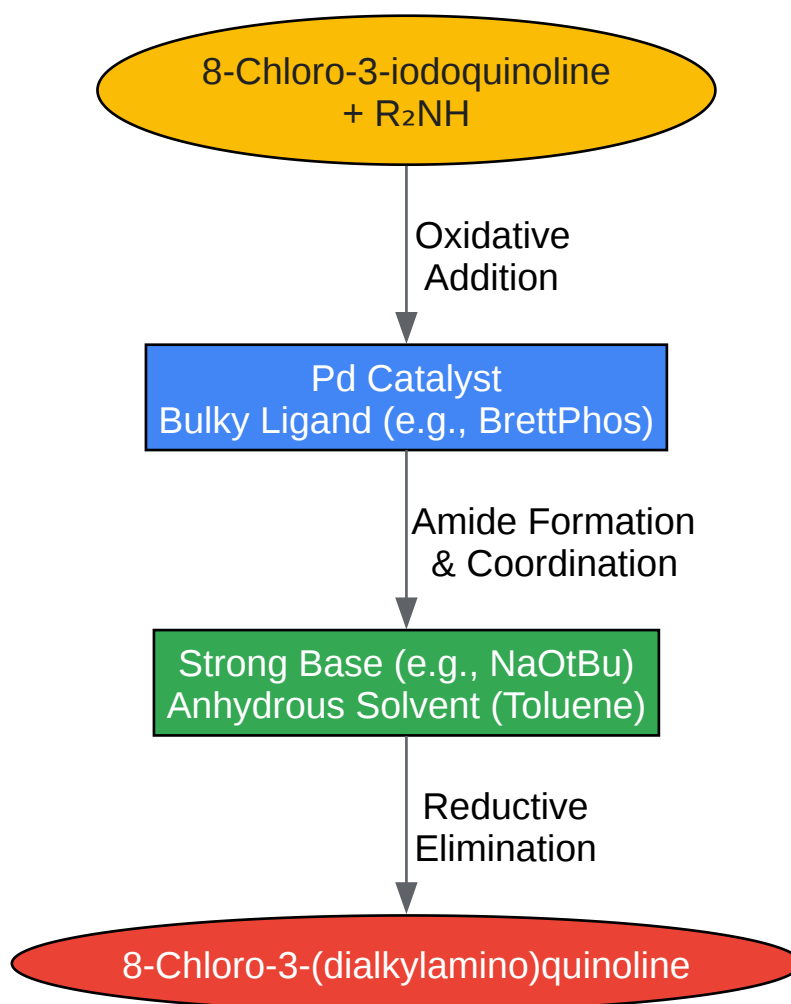 8-Chloro-3-iodoquinoline
+ R₂NH
Oxidative
Addition
Pd Catalyst
Bulky Ligand (e.g., BrettPhos)
Amide Formation
& Coordination
Strong Base (e.g., NaOtBu)
Anhydrous Solvent (Toluene)
Reductive
Elimination
8-Chloro-3-(dialkylamino)quinoline